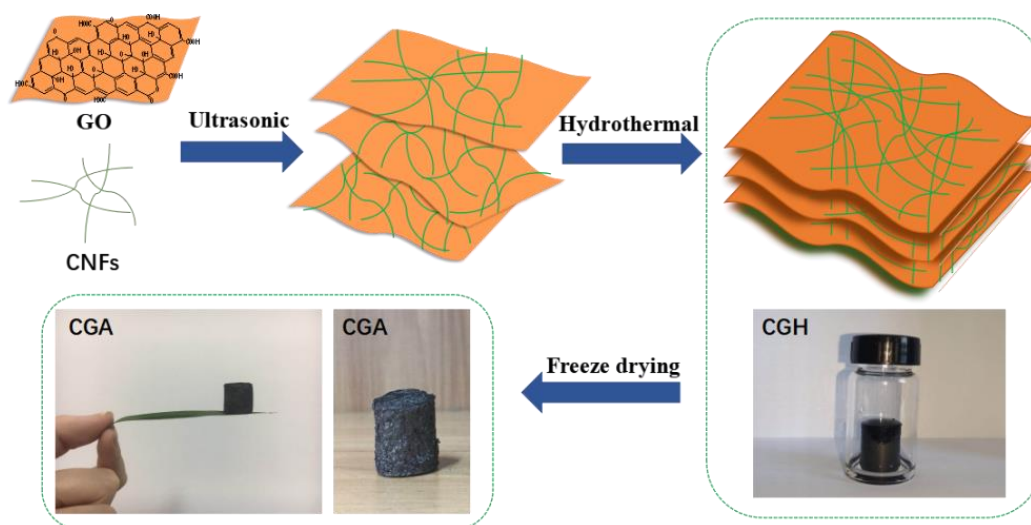 GO
CNFs
Ultrasonic
Hydrothermal
CGH
Freeze drying
CGA
CGA